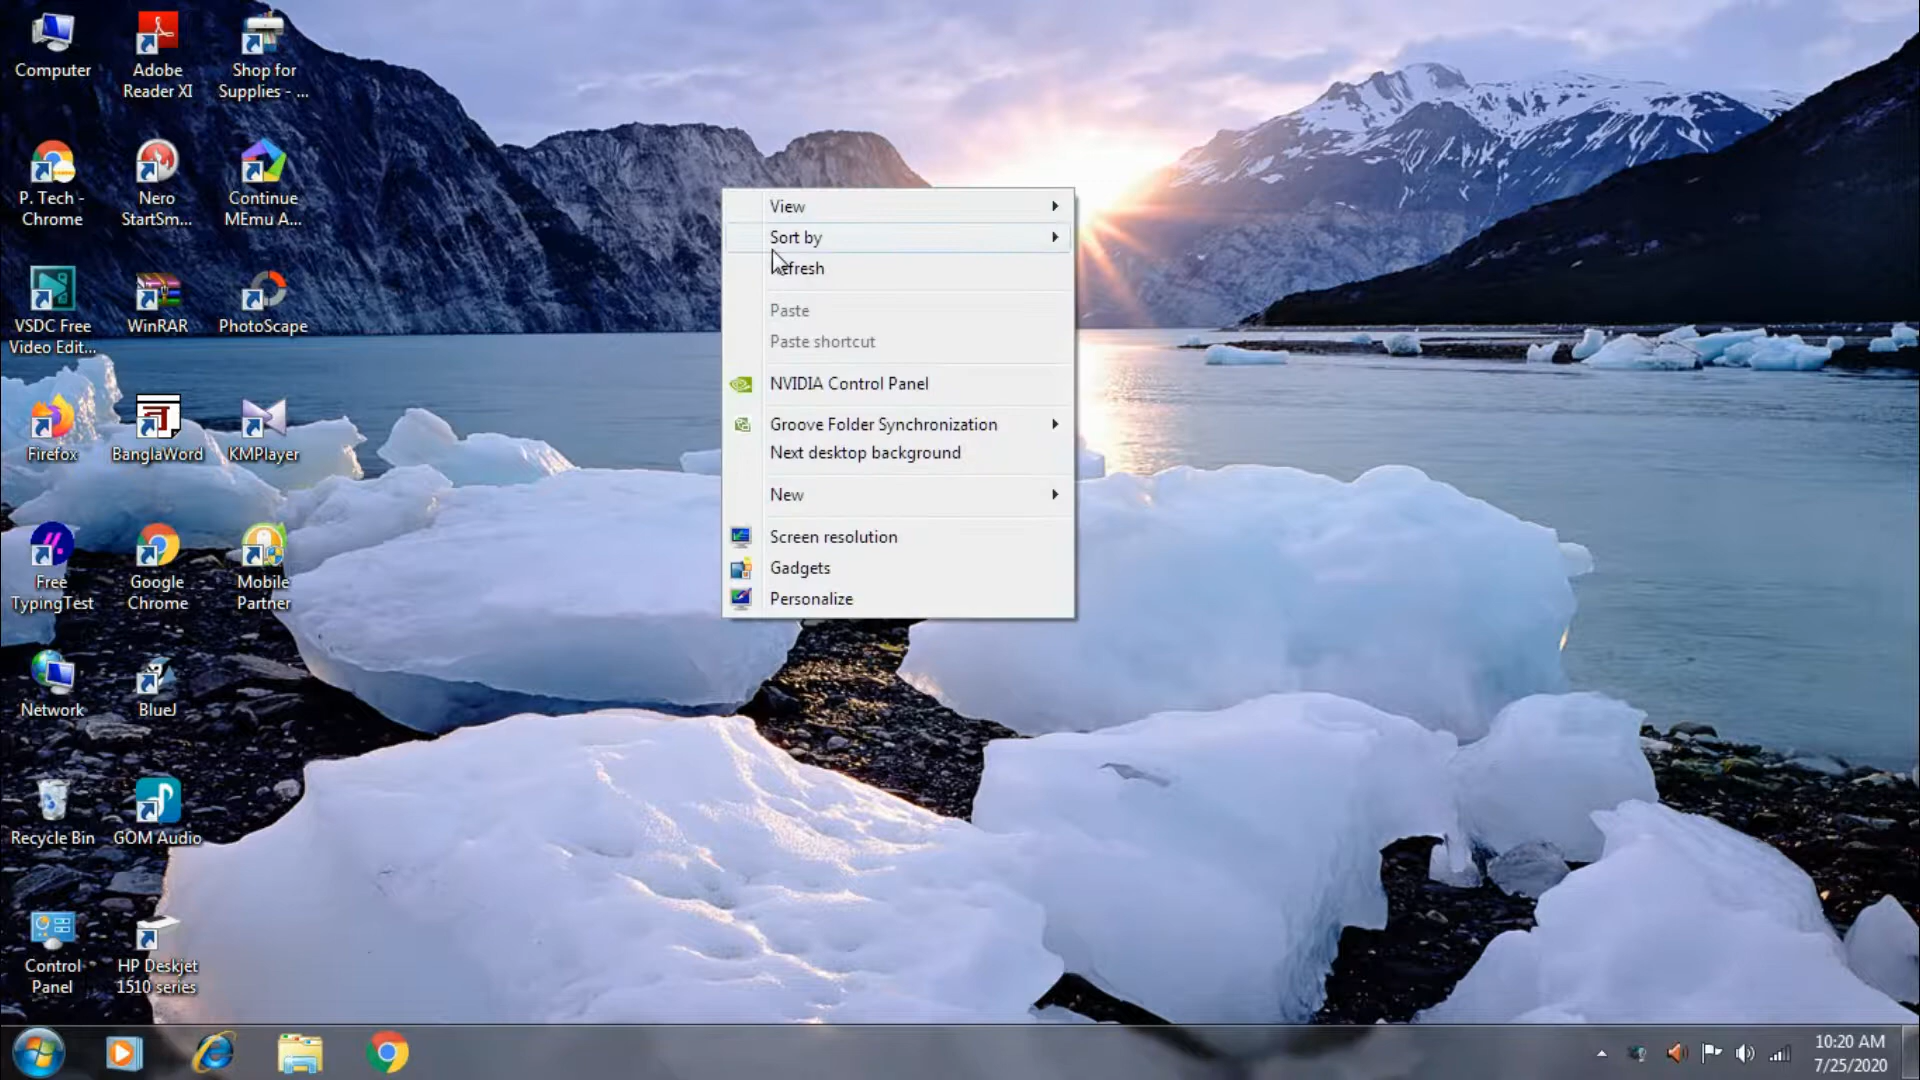 Computer
Adobe
Reader XI
Shop for
Supplies - ...
P. Tech -
Chrome
Nero
StartSm...
Continue
MEmu A...
VSDC Free
Video Edit...
WinRAR
PhotoScape
Firefox
BanglaWord
KMPlayer
Free
TypingTest
Google
Chrome
Mobile
Partner
Network
BlueJ
Recycle Bin
GOM Audio
Control
Panel
HP Deskjet
1510 series
View
Sort by
Refresh
Paste
Paste shortcut
NVIDIA Control Panel
Groove Folder Synchronization
Next desktop background
New
Screen resolution
Gadgets
Personalize
10:20 AM
7/25/2020